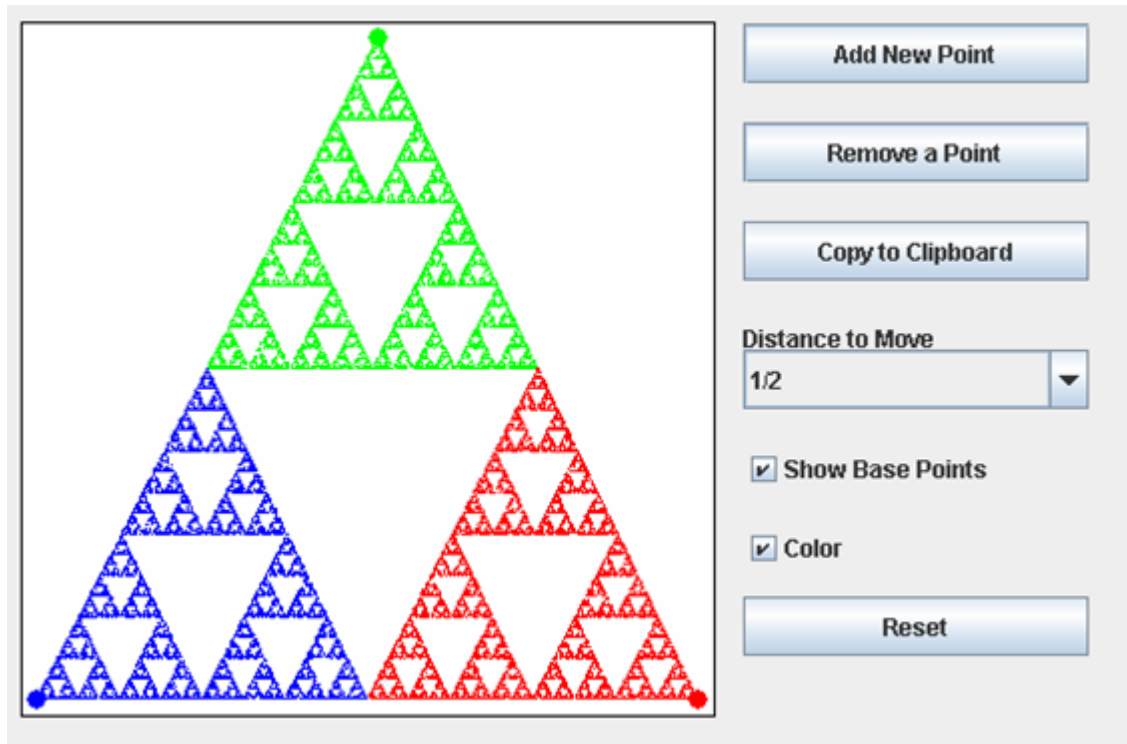 Add New Point
Remove a Point
Copy to Clipboard
Distance to Move
1/2
Show Base Points
Color
Reset